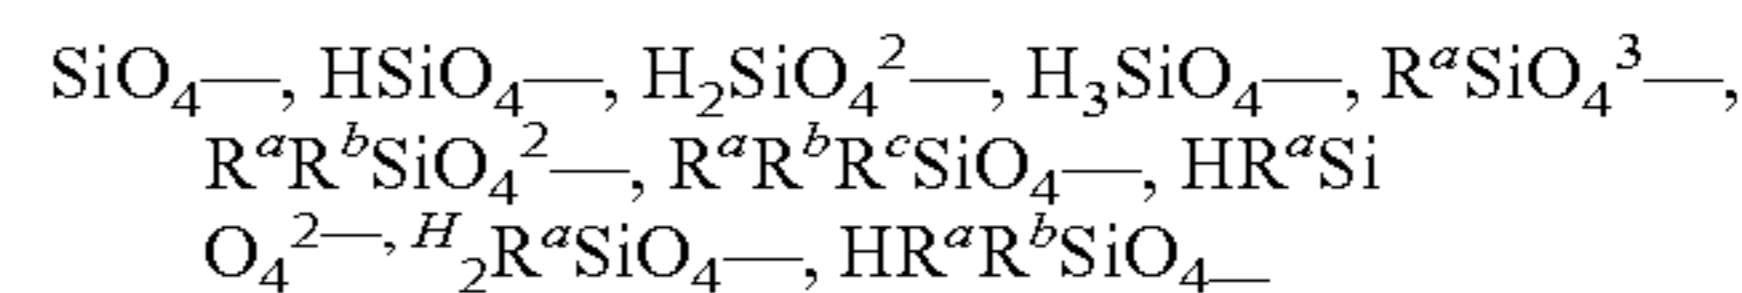 SiO₄—, HSiO₄—, H₂SiO₄²—, H₃SiO₄—, RᵃSiO₄³—,
RᵃRᵇSiO₄²—, RᵃRᵇRᶜSiO₄—, HRᵃSi
O₄²⁻, ᴴ₂RᵃSiO₄—, HRᵃRᵇSiO₄—